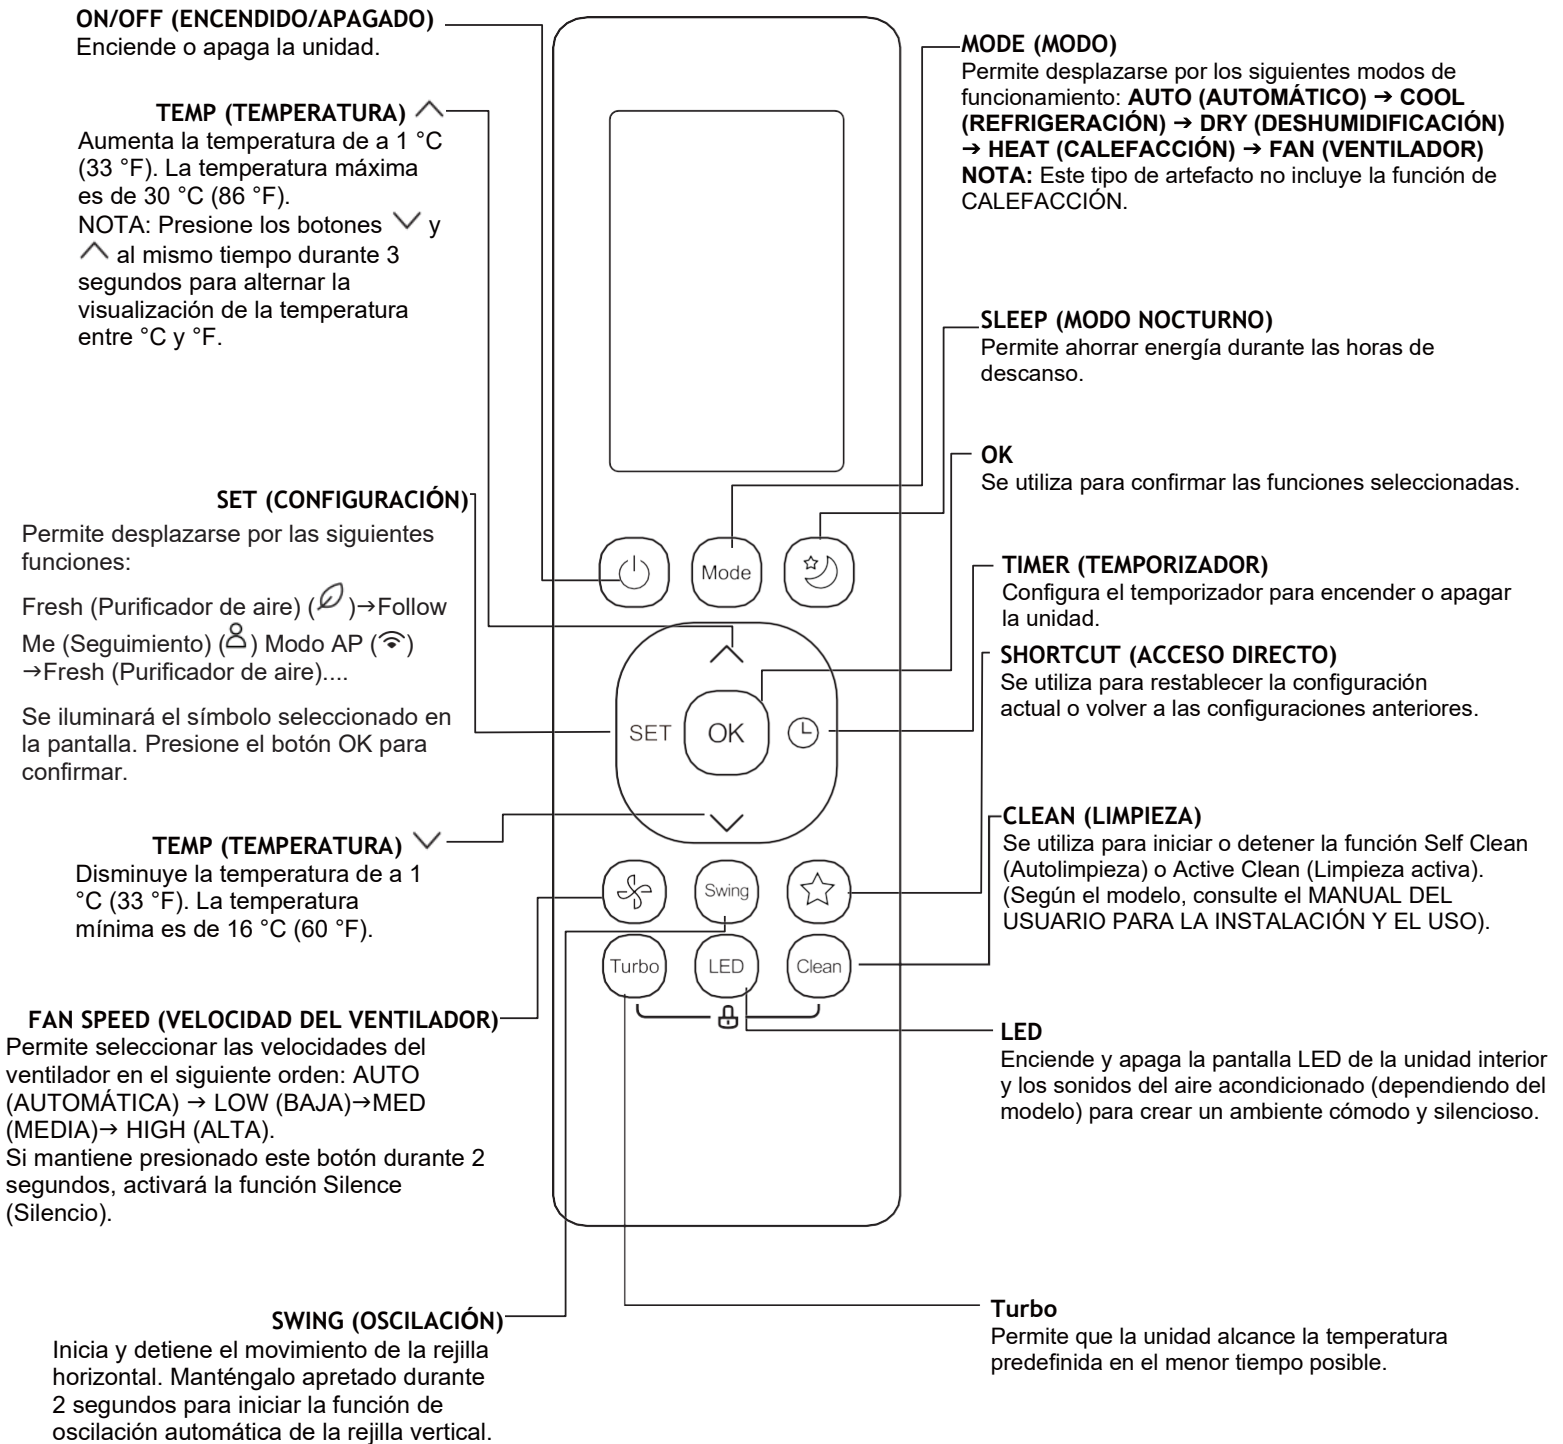 ON/OFF (ENCENDIDO/APAGADO)
Enciende o apaga la unidad.
TEMP (TEMPERATURA)
Aumenta la temperatura de a 1 °C
(33 °F). La temperatura máxima
es de 30 °C (86 °F).
NOTA: Presione los botones y
al mismo tiempo durante 3
segundos para alternar la
visualización de la temperatura
entre °C y °F.
SET (CONFIGURACIÓN)
Permite desplazarse por las siguientes
funciones:
Fresh (Purificador de aire) ( )→Follow
Me (Seguimiento) ( ) Modo AP ( )
→Fresh (Purificador de aire)....
Se iluminará el símbolo seleccionado en
la pantalla. Presione el botón OK para
confirmar.
TEMP (TEMPERATURA)
Disminuye la temperatura de a 1
°C (33 °F). La temperatura
mínima es de 16 °C (60 °F).
FAN SPEED (VELOCIDAD DEL VENTILADOR)
Permite seleccionar las velocidades del
ventilador en el siguiente orden: AUTO
(AUTOMÁTICA) → LOW (BAJA)→MED
(MEDIA)→ HIGH (ALTA).
Si mantiene presionado este botón durante 2
segundos, activará la función Silence
(Silencio).
SWING (OSCILACIÓN)
Inicia y detiene el movimiento de la rejilla
horizontal. Manténgalo apretado durante
2 segundos para iniciar la función de
oscilación automática de la rejilla vertical.
Mode
SET
OK
Swing
Turbo
LED
Clean
MODE (MODO)
Permite desplazarse por los siguientes modos de
funcionamiento: AUTO (AUTOMÁTICO) → COOL
(REFRIGERACIÓN) → DRY (DESHUMIDIFICACIÓN)
→ HEAT (CALEFACCIÓN) → FAN (VENTILADOR)
NOTA: Este tipo de artefacto no incluye la función de
CALEFACCIÓN.
SLEEP (MODO NOCTURNO)
Permite ahorrar energía durante las horas de
descanso.
OK
Se utiliza para confirmar las funciones seleccionadas.
TIMER (TEMPORIZADOR)
Configura el temporizador para encender o apagar
la unidad.
SHORTCUT (ACCESO DIRECTO)
Se utiliza para restablecer la configuración
actual o volver a las configuraciones anteriores.
CLEAN (LIMPIEZA)
Se utiliza para iniciar o detener la función Self Clean
(Autolimpieza) o Active Clean (Limpieza activa).
(Según el modelo, consulte el MANUAL DEL
USUARIO PARA LA INSTALACIÓN Y EL USO).
LED
Enciende y apaga la pantalla LED de la unidad interior
y los sonidos del aire acondicionado (dependiendo del
modelo) para crear un ambiente cómodo y silencioso.
Turbo
Permite que la unidad alcance la temperatura
predefinida en el menor tiempo posible.